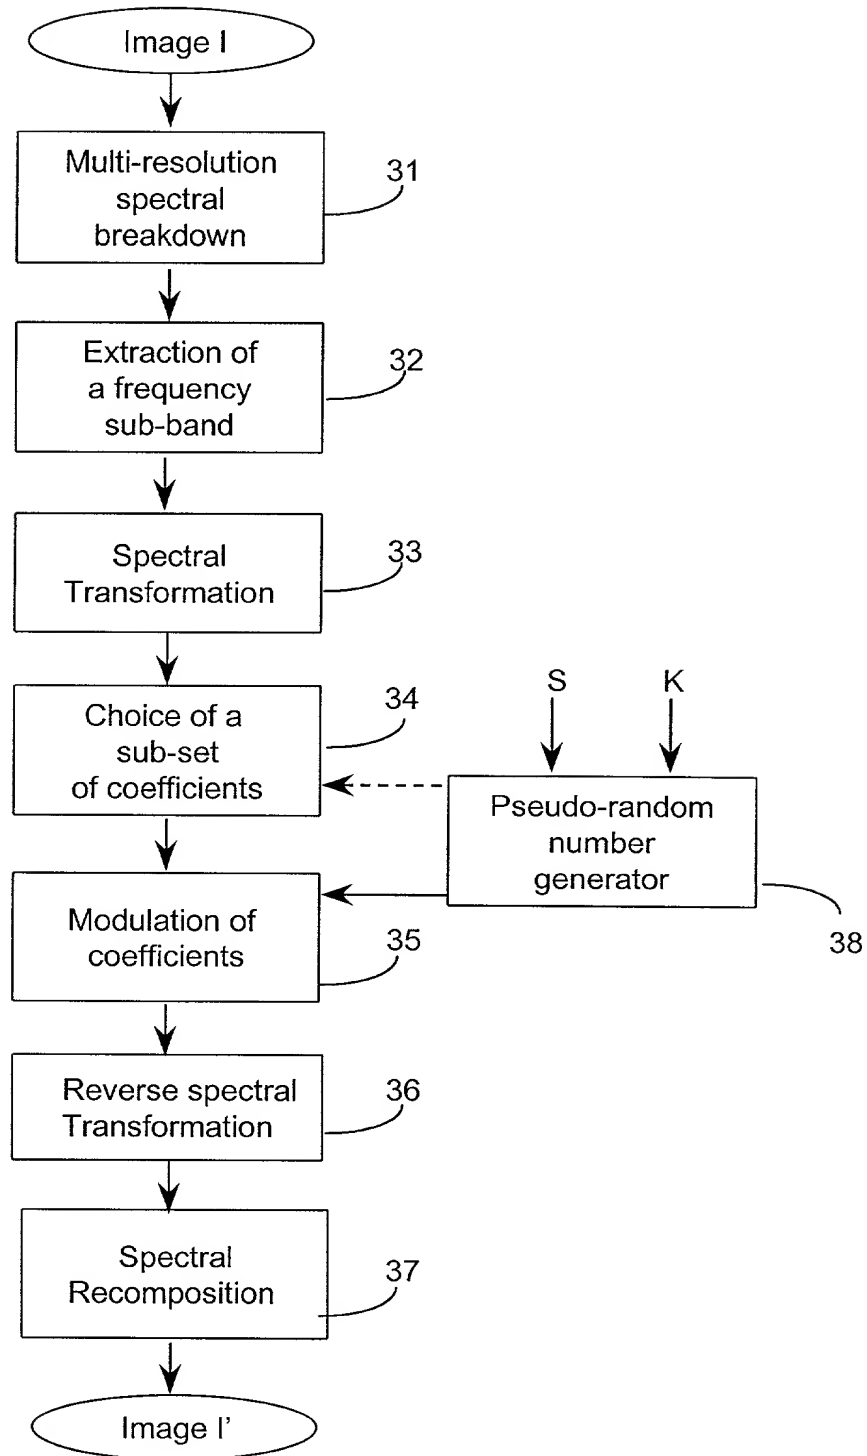 Image I
Multi-resolution
spectral
breakdown
31
Extraction of
a frequency
sub-band
32
Spectral
Transformation
33
Choice of a
sub-set
of coefficients
34
S
K
Pseudo-random
number
generator
38
Modulation of
coefficients
35
Reverse spectral
Transformation
36
Spectral
Recomposition
37
Image I’